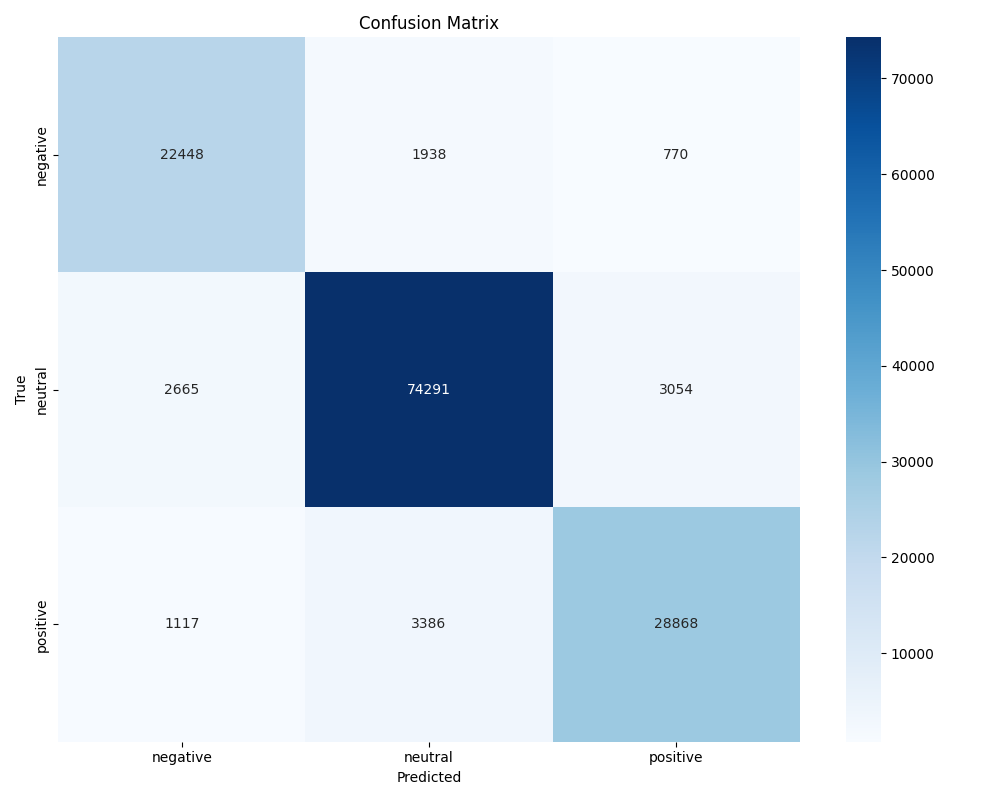 Confusion Matrix
True
negative
22448 1938 770
neutral
2665 74291 3054
positive
1117 3386 28868
negative neutral positive
Predicted
70000
60000
50000
40000
30000
20000
10000